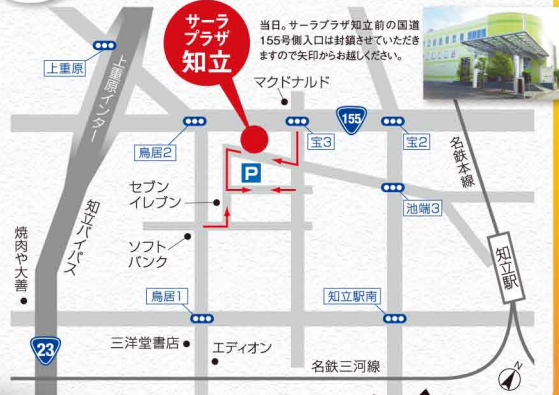 サーラ
プラザ
知立
当日。サーラプラザ知立前の国道
155号側入口は封鎖させていただき
ますので矢印からお越しください。
上重原
上重原インター
マクドナルド
155
鳥居2
宝3
宝2
名鉄本線
P
セブン
イレブン
池端3
知立バイパス
ソフト
バンク
焼肉や大善
知立駅
鳥居1
知立駅南
23
三洋堂書店
エディオン
名鉄三河線
N